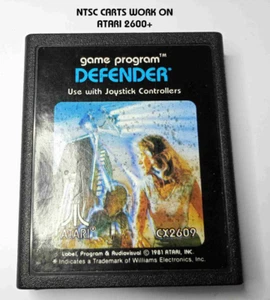 NTSC CARTS WORK ON
ATARI 2600+
game program™
DEFENDER*
Use with Joystick Controllers
ATARI®
CX2609
Label, Program & Audiovisual © 1981 ATARI, INC.
* Indicates a Trademark of Williams Electronics, Inc.